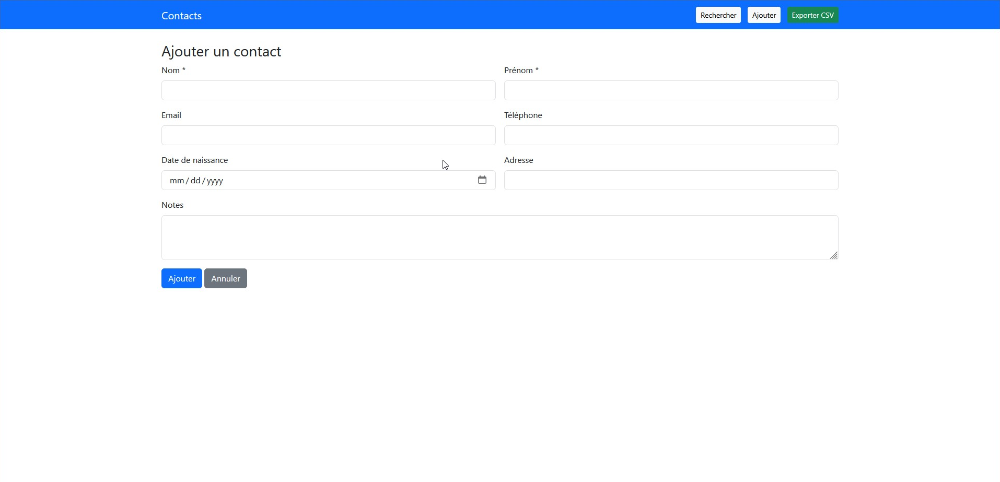 Contacts Rechercher Ajouter Exporter CSV
Ajouter un contact
Nom * Prénom *
Email Téléphone
Date de naissance Adresse
mm/dd/yyyy
Notes
Ajouter Annuler